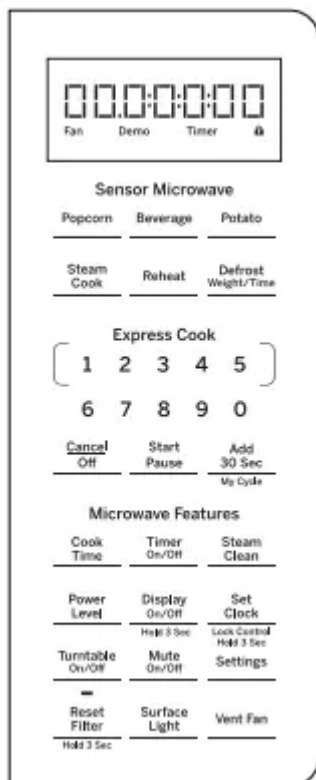 00.0:0:0:00
Fan Demo Timer
Sensor Microwave
Popcorn Beverage Potato
Steam Reheat Defrost
Cook Weight/Time
Express Cook
1 2 3 4 5
6 7 8 9 0
Cancel Start Add
Off Pause 30 Sec
My Cycle
Microwave Features
Cook Timer Steam
Time On/Off Clean
Power Display Set
Level On/Off Clock
Hold 3 Sec Lock Control
Hold 3 Sec
Turntable Mute Settings
On/Off On/Off
Reset Surface Vent Fan
Filter Light
Hold 3 Sec